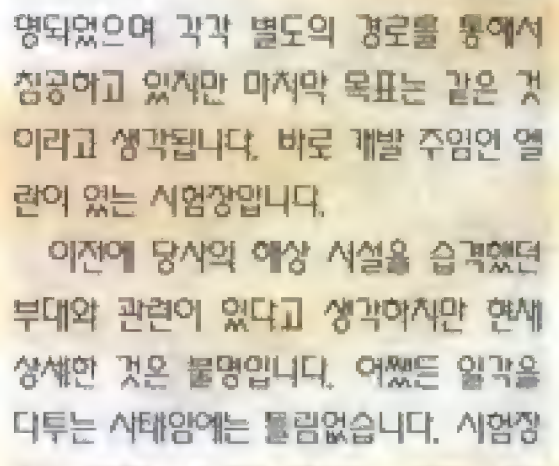 명되었으며 각각 별도의 경로를 통해서
침공하고 있지만 마지막 목표는 같은 것
이라고 생각됩니다. 바로 개발 주임인 엘
란이 있는 시험장입니다.
이전에 당사의 해상 시설을 습격했던
부대와 관련이 있다고 생각하지만 현재
상세한 것은 불명입니다. 어쨌든 일각을
다투는 사태임에는 틀림없습니다. 시험장